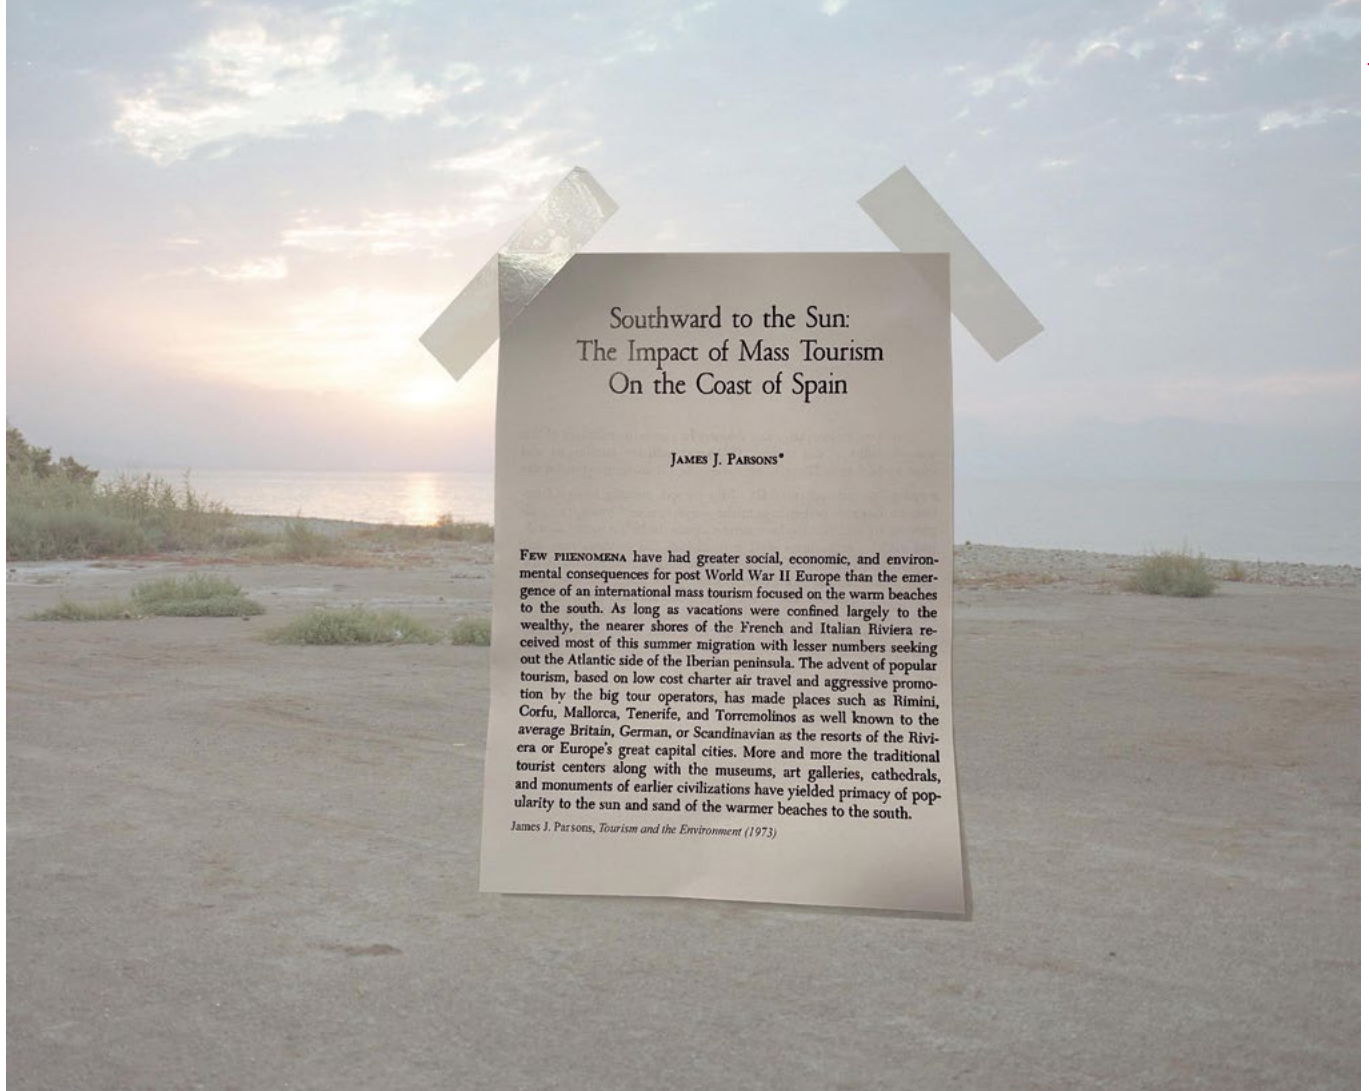 Southward to the Sun:
The Impact of Mass Tourism
On the Coast of Spain
JAMES J. PARSONS*
FEW PHENOMENA have had greater social, economic, and environ-
mental consequences for post World War II Europe than the emer-
gence of an international mass tourism focused on the warm beaches
to the south. As long as vacations were confined largely to the
wealthy, the nearer shores of the French and Italian Riviera re-
ceived most of this summer migration with lesser numbers seeking
out the Atlantic side of the Iberian peninsula. The advent of popular
tourism, based on low cost charter air travel and aggressive promo-
tion by the big tour operators, has made places such as Rimini,
Corfu, Mallorca, Tenerife, and Torremolinos as well known to the
average Britain, German, or Scandinavian as the resorts of the Rivi-
era or Europe's great capital cities. More and more the traditional
tourist centers along with the museums, art galleries, cathedrals,
and monuments of earlier civilizations have yielded primacy of pop-
ularity to the sun and sand of the warmer beaches to the south.
James J. Parsons, Tourism and the Environment (1973)